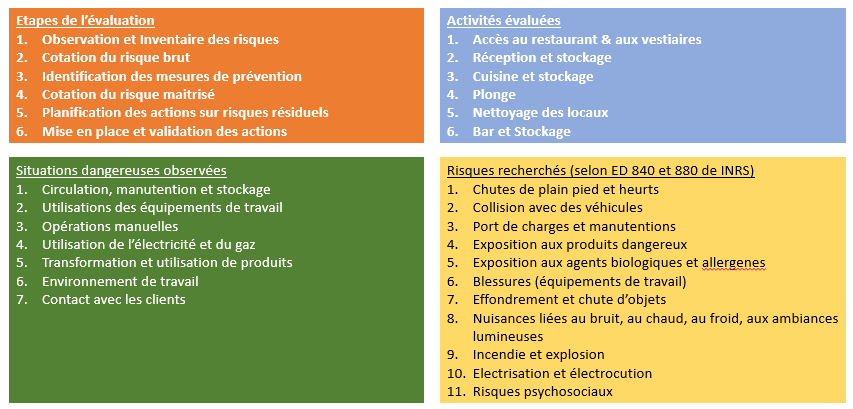 Etapes de l'évaluation
1. Observation et Inventaire des risques
2. Cotation du risque brut
3. Identification des mesures de prévention
4. Cotation du risque maitrisé
5. Planification des actions sur risques résiduels
6. Mise en place et validation des actions
Activités évaluées
1. Accès au restaurant & aux vestiaires
2. Réception et stockage
3. Cuisine et stockage
4. Plonge
5. Nettoyage des locaux
6. Bar et Stockage
Situations dangereuses observées
1. Circulation, manutention et stockage
2. Utilisations des équipements de travail
3. Opérations manuelles
4. Utilisation de l'électricité et du gaz
5. Transformation et utilisation de produits
6. Environnement de travail
7. Contact avec les clients
Risques recherchés (selon ED 840 et 880 de INRS)
1. Chutes de plain pied et heurts
2. Collision avec des véhicules
3. Port de charges et manutentions
4. Exposition aux produits dangereux
5. Exposition aux agents biologiques et allergenes
6. Blessures (équipements de travail)
7. Effondrement et chute d'objets
8. Nuisances liées au bruit, au chaud, au froid, aux ambiances
lumineuses
9. Incendie et explosion
10. Electrisation et électrocution
11. Risques psychosociaux